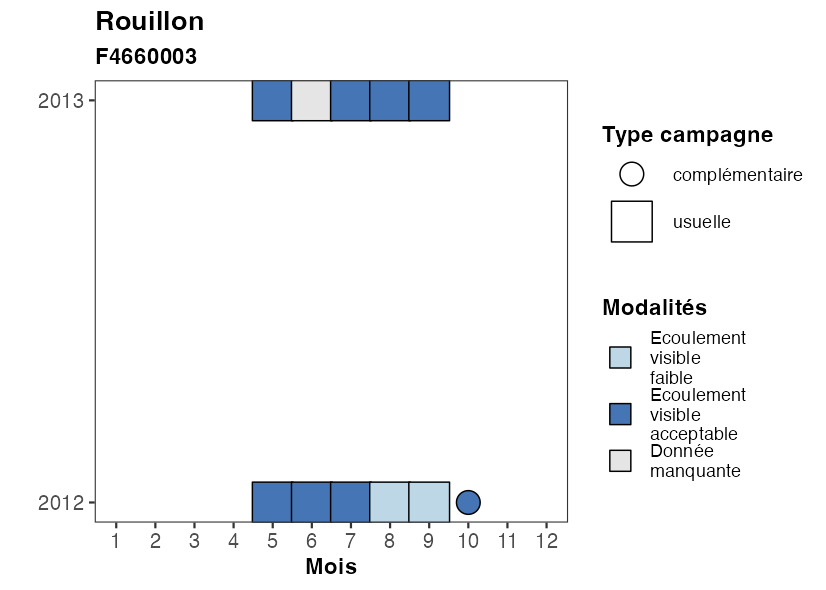 Rouillon
F4660003
2013
2012
1 2 3 4 5 6 7 8 9 10 11 12
Mois
Type campagne
complémentaire
usuelle
Modalités
Ecoulement
visible
faible
Ecoulement
visible
acceptable
Donnée
manquante